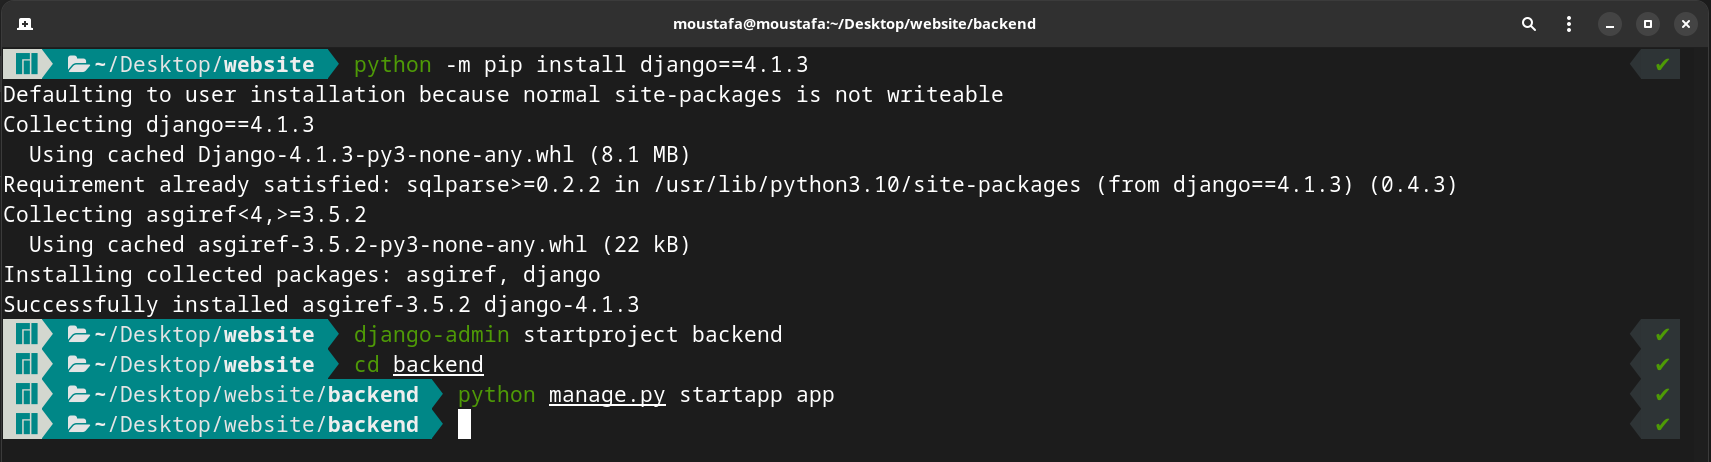 moustafa@moustafa:~/Desktop/website/backend
~/Desktop/website python -m pip install django==4.1.3
Defaulting to user installation because normal site-packages is not writeable
Collecting django==4.1.3
  Using cached Django-4.1.3-py3-none-any.whl (8.1 MB)
Requirement already satisfied: sqlparse>=0.2.2 in /usr/lib/python3.10/site-packages (from django==4.1.3) (0.4.3)
Collecting asgiref<4,>=3.5.2
  Using cached asgiref-3.5.2-py3-none-any.whl (22 kB)
Installing collected packages: asgiref, django
Successfully installed asgiref-3.5.2 django-4.1.3
~/Desktop/website django-admin startproject backend
~/Desktop/website cd backend
~/Desktop/website/backend python manage.py startapp app
~/Desktop/website/backend